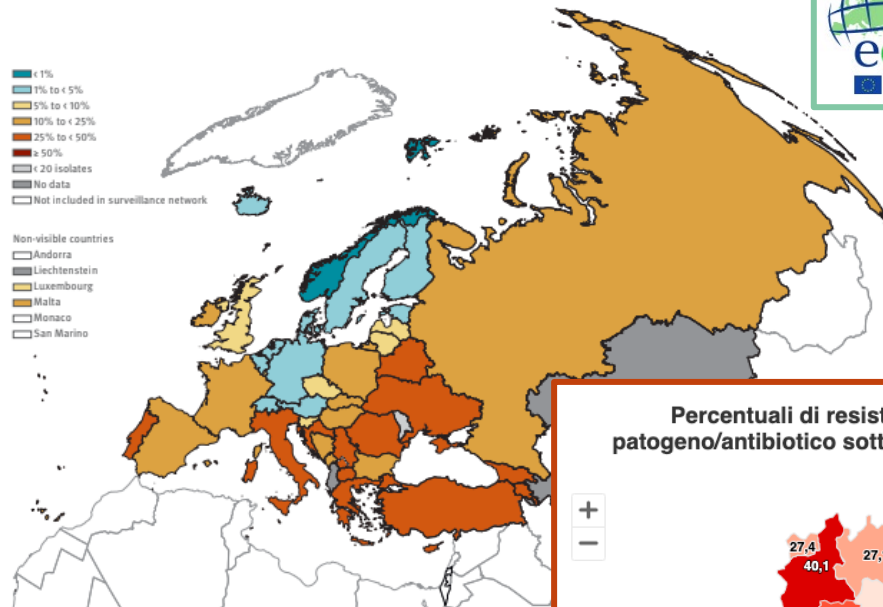 < 1%
1% to < 5%
5% to < 10%
10% to < 25%
25% to < 50%
≥ 50%
< 20 isolates
No data
Not included in surveillance network
Non-visible countries
Andorra
Liechtenstein
Luxembourg
Malta
Monaco
San Marino
Percentuali di resist
patogeno/antibiotico sott
+
−
27,4
40,1
27,